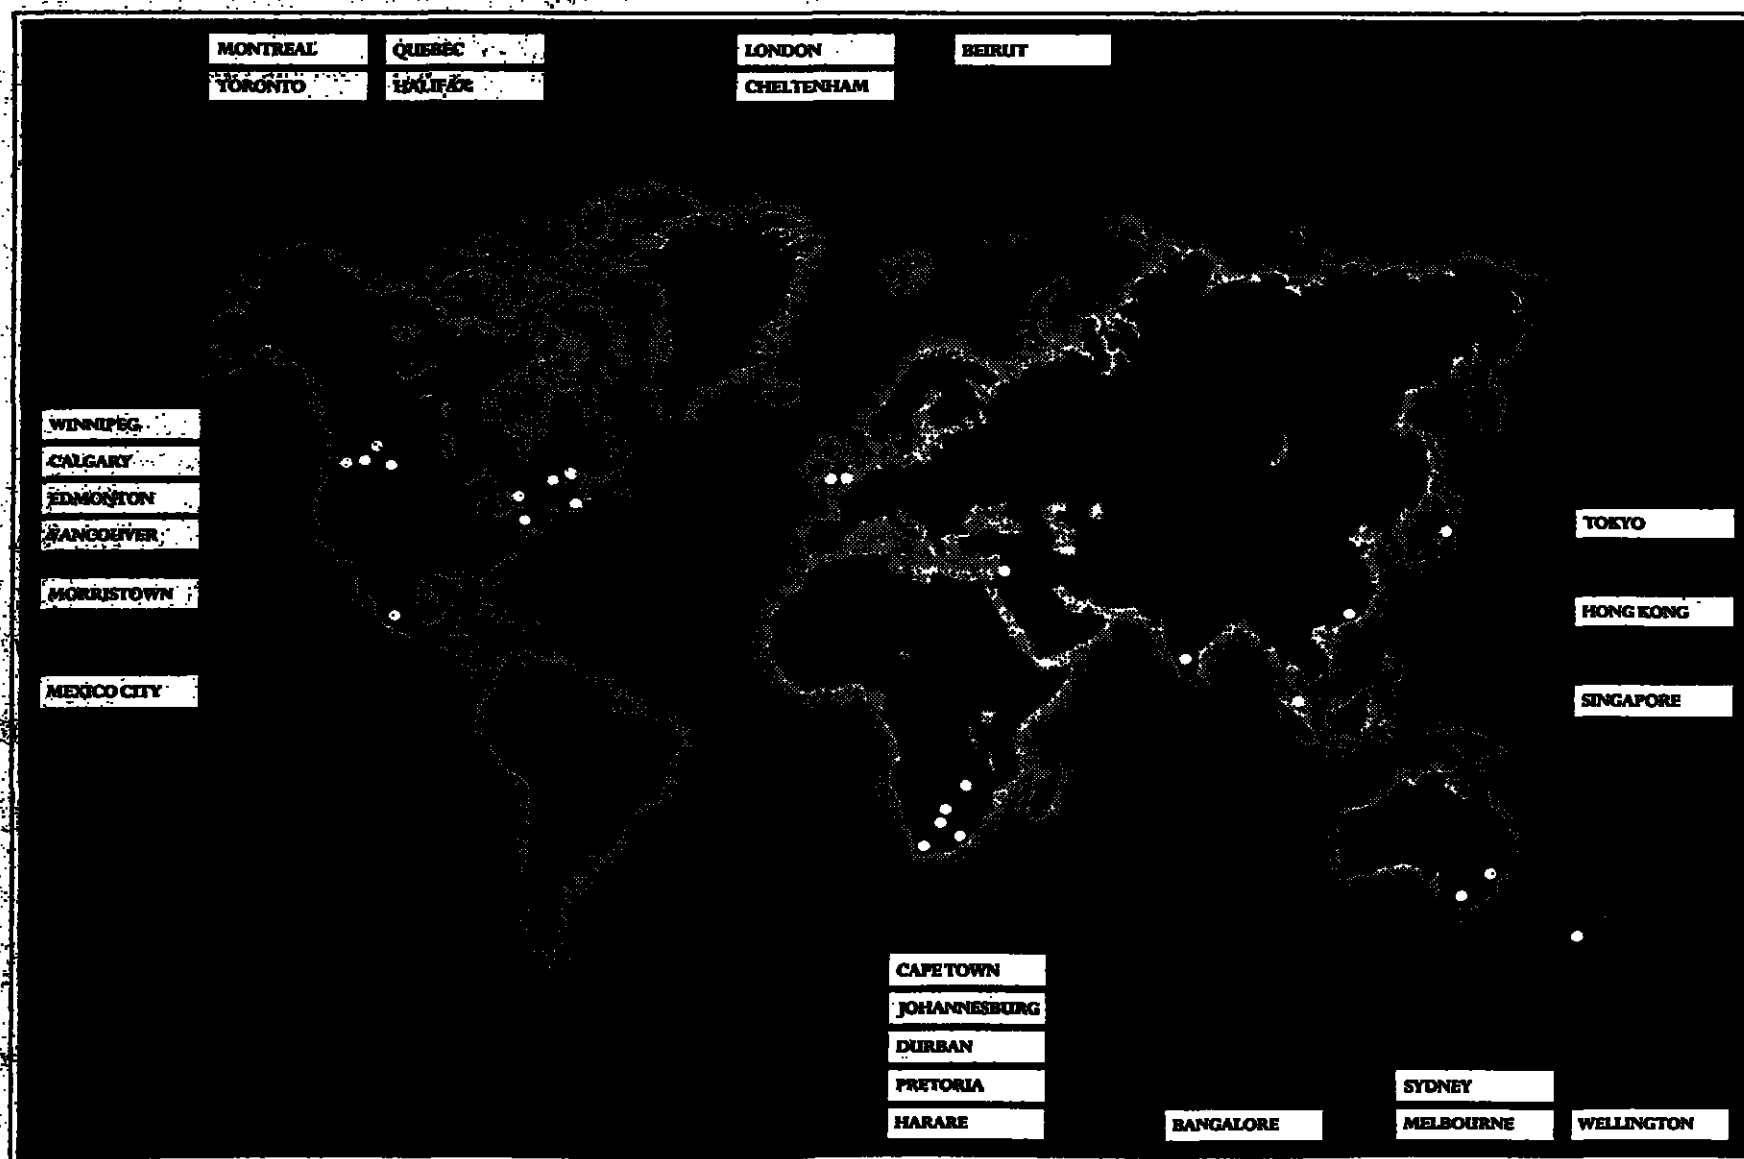 MONTREAL
QUEBEC
LONDON
BEIRUT
TORONTO
HALIFAX
CHELTENHAM
WINNIPEG
CALGARY
EDMONTON
VANCOUVER
MORRISTOWN
MEXICO CITY
TOKYO
HONG KONG
SINGAPORE
CAPE TOWN
JOHANNESBURG
DURBAN
PRETORIA
HARARE
BANGALORE
SYDNEY
MELBOURNE
WELLINGTON